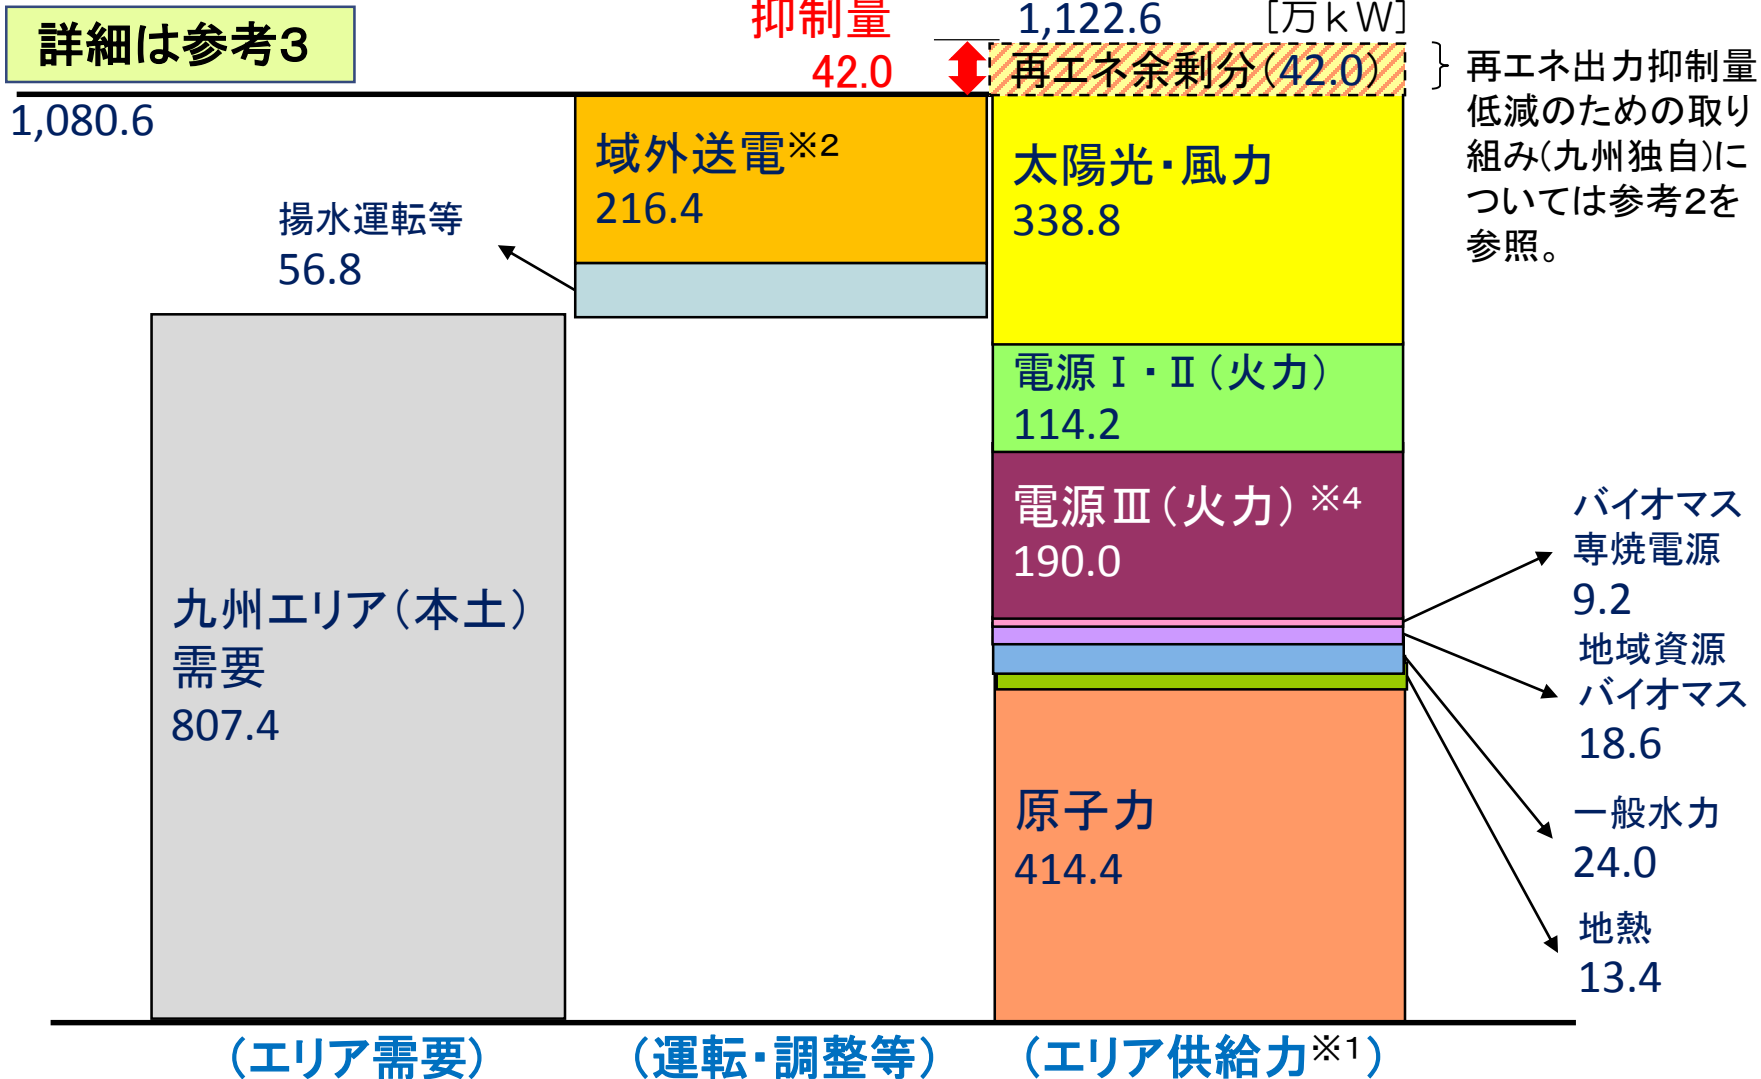 詳細は参考3
抑制量
42.0
1,122.6
[万kW]
再エネ余剰分(42.0)
再エネ出力抑制量
低減のための取り
組み(九州独自)に
ついては参考2を
参照。
1,080.6
域外送電※2
216.4
揚水運転等
56.8
太陽光・風力
338.8
電源Ⅰ・Ⅱ(火力)
114.2
電源Ⅲ(火力)※4
190.0
バイオマス
専焼電源
9.2
地域資源
バイオマス
18.6
一般水力
24.0
地熱
13.4
九州エリア(本土)
需要
807.4
原子力
414.4
(エリア需要)
(運転・調整等)
(エリア供給力※1)